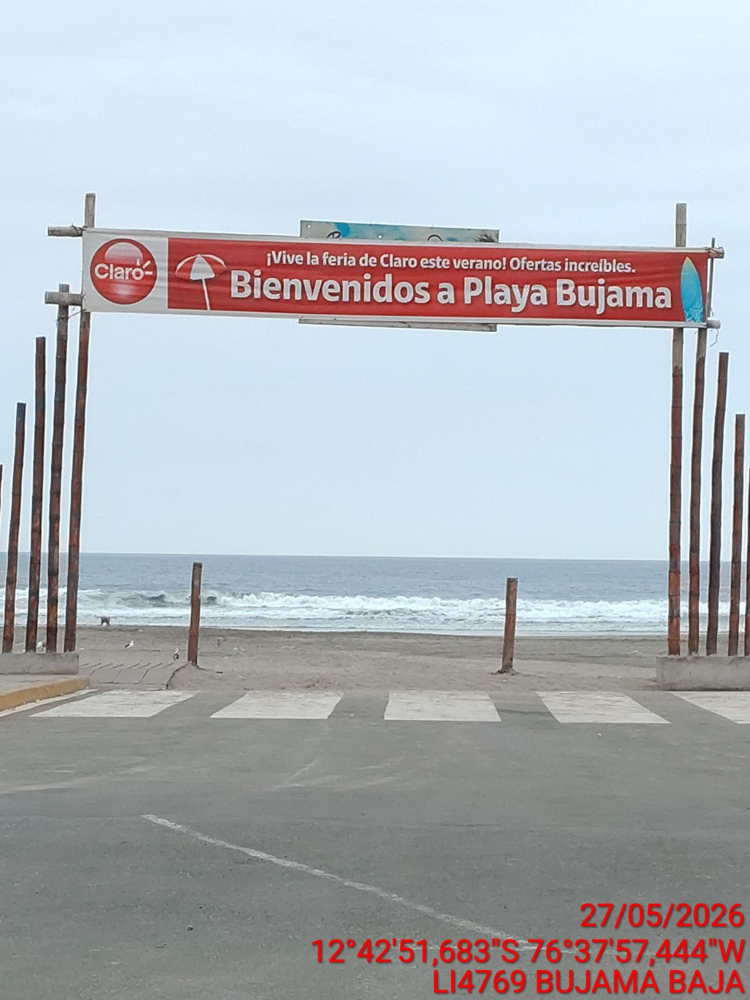 Claro
¡Vive la feria de Claro este verano! Ofertas increíbles.
Bienvenidos a Playa Bujama
27/05/2026
12°42'51,683"S 76°37'57,444"W
LI4769 BUJAMA BAJA